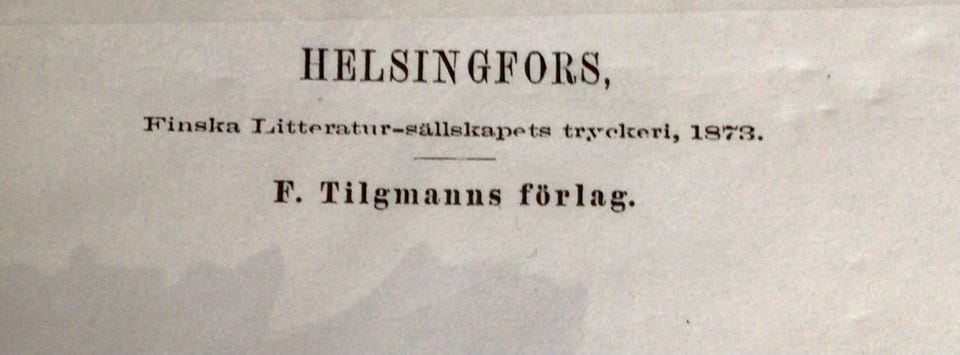 HELSINGFORS,
Finska Litteratur-sällskapets tryckeri, 1873.
F. Tilgmanns förlag.